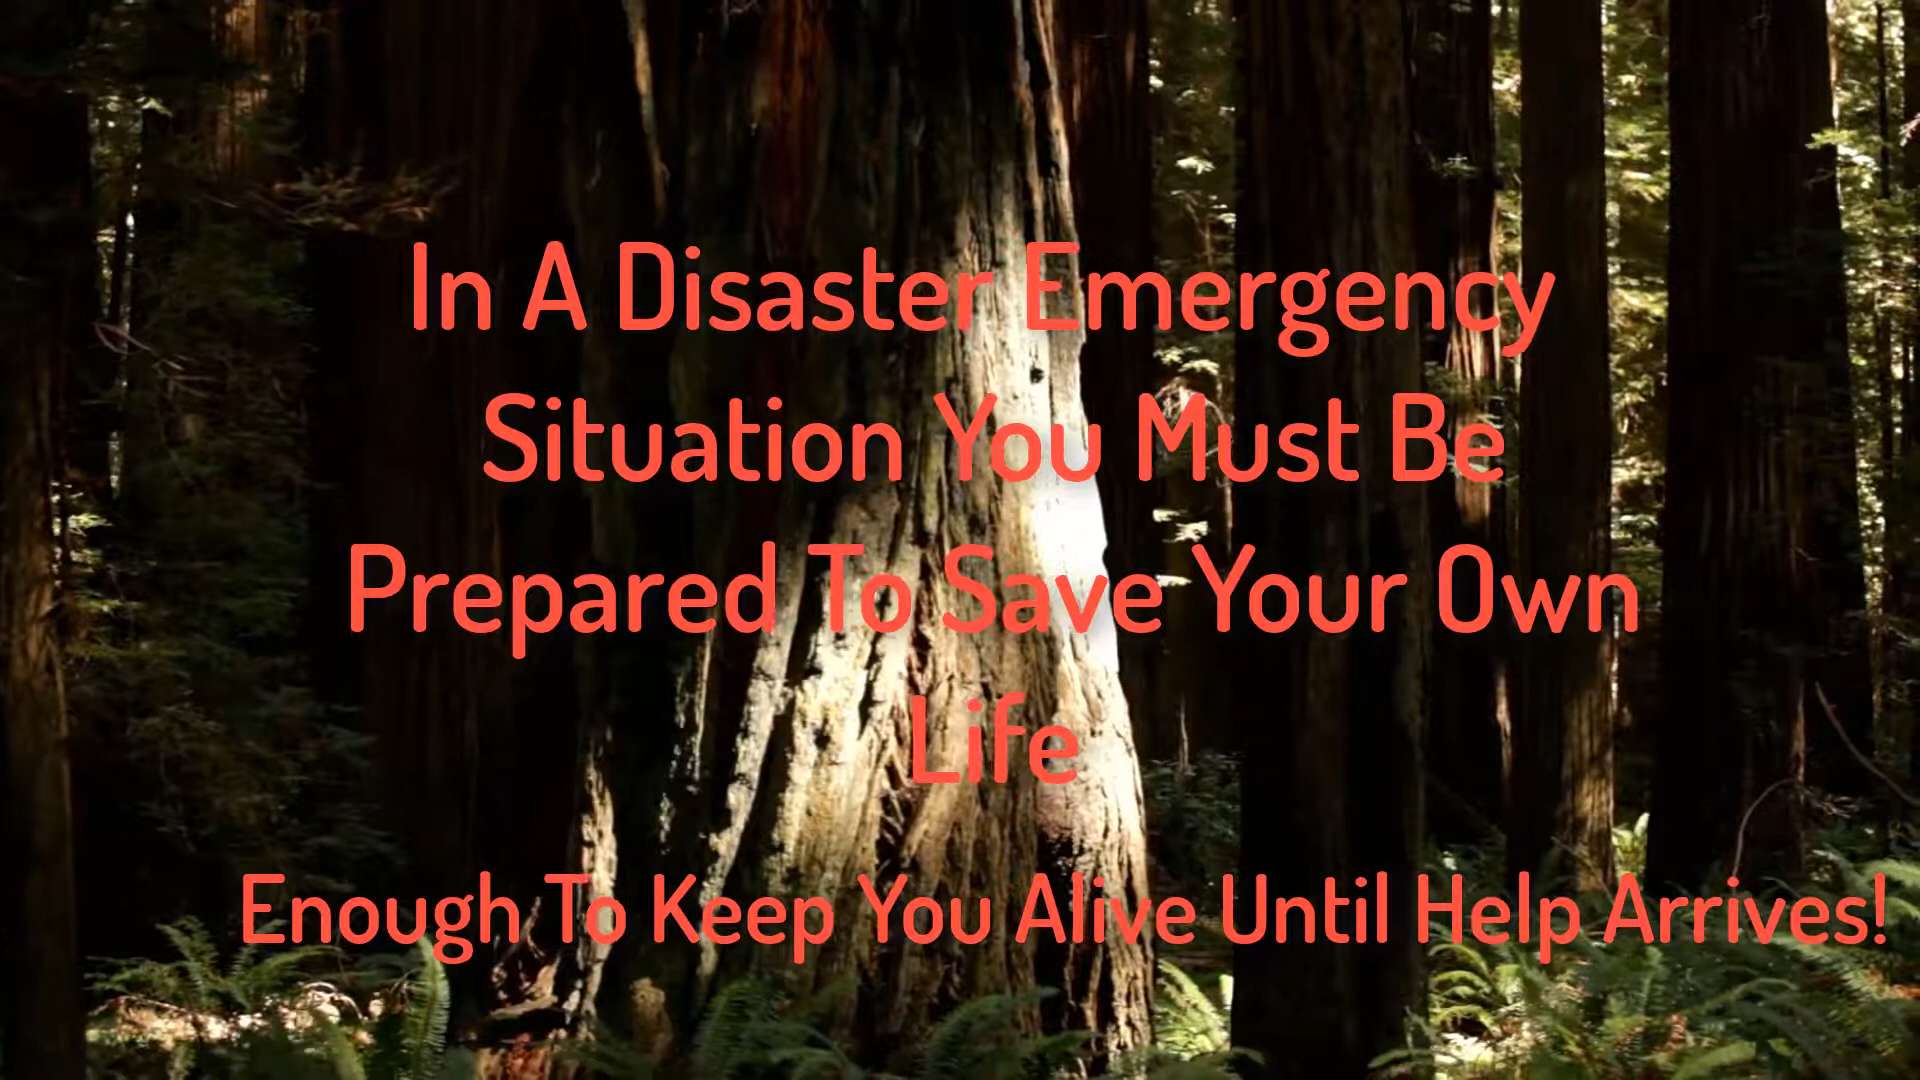 In A Disaster Emergency
Situation You Must Be
Prepared To Save Your Own
Life
Enough To Keep You Alive Until Help Arrives!